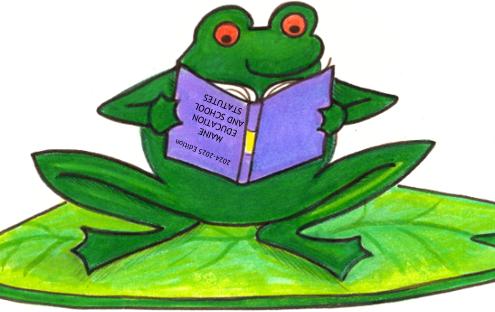 MAINE
EDUCATION
AND SCHOOL
STATUTES
2024-2025 Edition